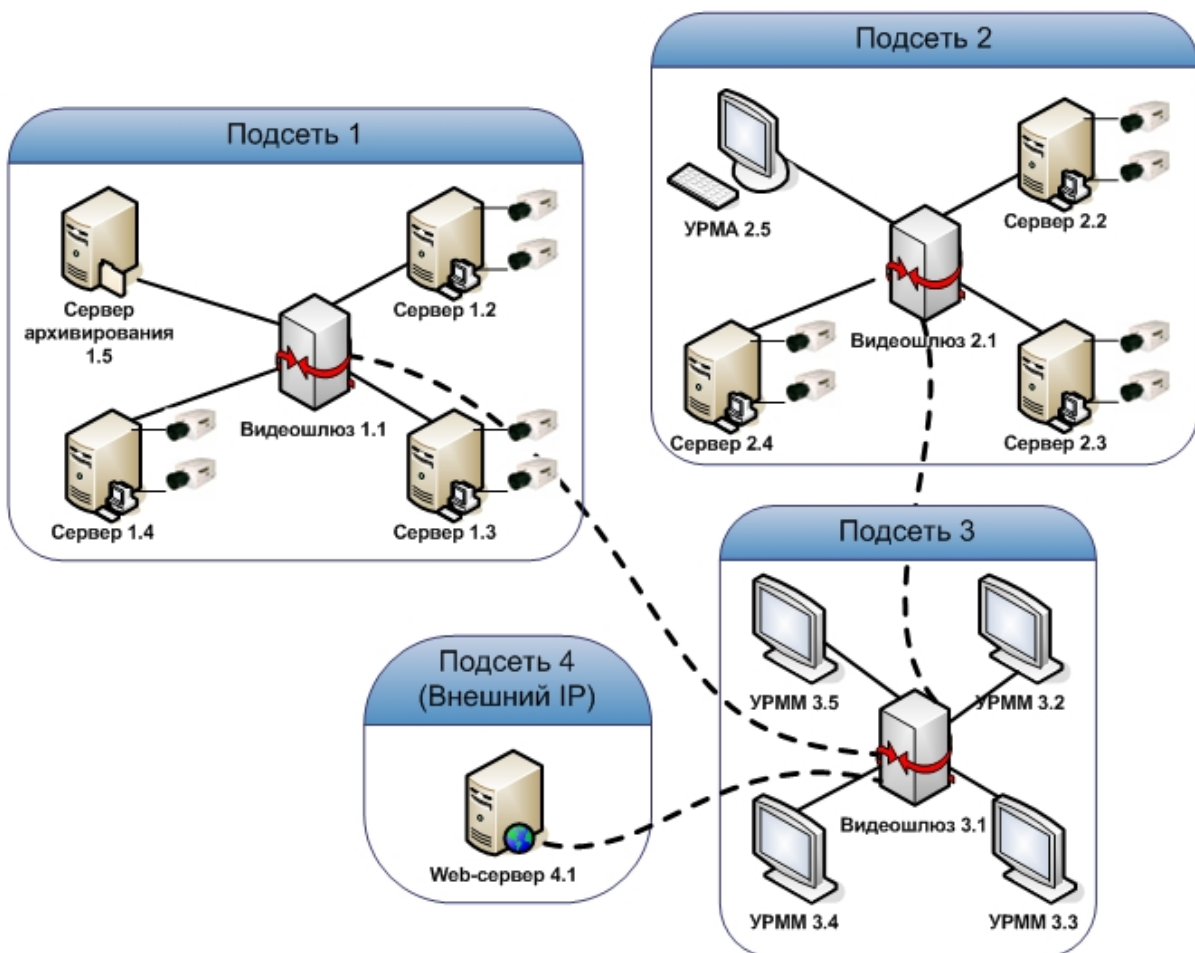 Подсеть 1
Сервер
архивирования
1.5
Сервер 1.2
Видеошлюз 1.1
Сервер 1.4
Сервер 1.3
Подсеть 2
УРМА 2.5
Сервер 2.2
Видеошлюз 2.1
Сервер 2.4
Сервер 2.3
Подсеть 3
УРММ 3.5
УРММ 3.2
Видеошлюз 3.1
УРММ 3.4
УРММ 3.3
Подсеть 4
(Внешний IP)
Web-сервер 4.1